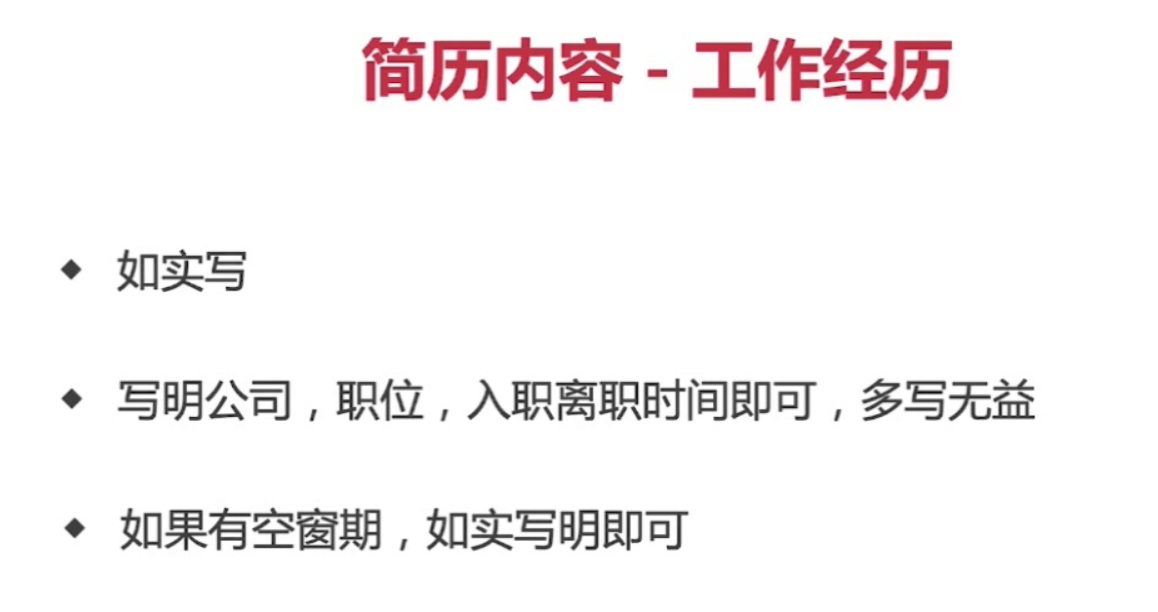 简历内容 - 工作经历
◆ 如实写
◆ 写明公司，职位，入职离职时间即可，多写无益
◆ 如果有空窗期，如实写明即可